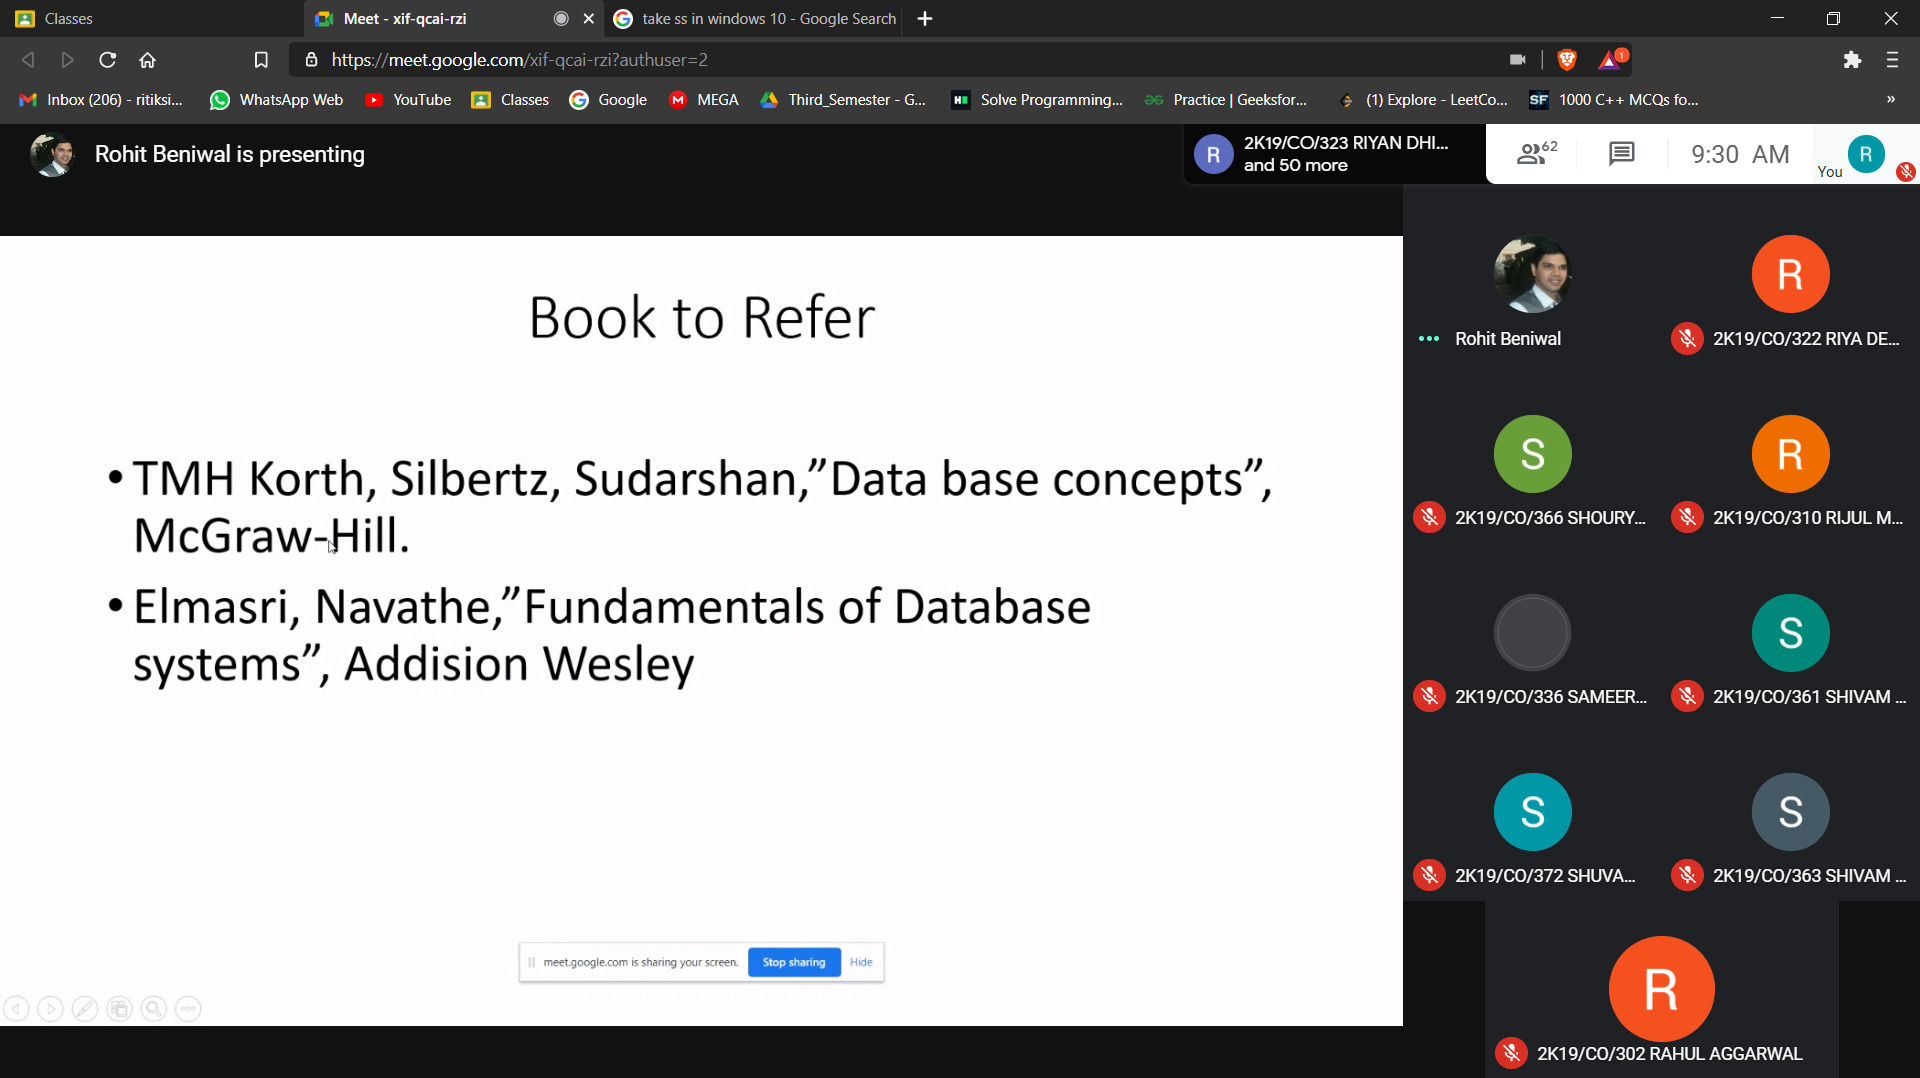 Classes
Meet - xif-qcai-rzi
take ss in windows 10 - Google Search
https://meet.google.com/xif-qcai-rzi?authuser=2
1
Inbox (206) - ritiksi...
WhatsApp Web
YouTube
Classes
Google
MEGA
Third_Semester - G...
Solve Programming...
Practice | Geeksfor...
(1) Explore - LeetCo...
SF 1000 C++ MCQs fo...
»
Rohit Beniwal is presenting
R
2K19/CO/323 RIYAN DHI...
and 50 more
62
9:30 AM
You
R
Book to Refer
• TMH Korth, Silbertz, Sudarshan,”Data base concepts”,
McGraw-Hill.
• Elmasri, Navathe,”Fundamentals of Database
systems”, Addision Wesley
meet.google.com is sharing your screen.
Stop sharing
Hide
Rohit Beniwal
R
2K19/CO/322 RIYA DE...
S
2K19/CO/366 SHOURY...
R
2K19/CO/310 RIJUL M...
2K19/CO/336 SAMEER...
S
2K19/CO/361 SHIVAM ...
S
2K19/CO/372 SHUVA...
S
2K19/CO/363 SHIVAM ...
R
2K19/CO/302 RAHUL AGGARWAL